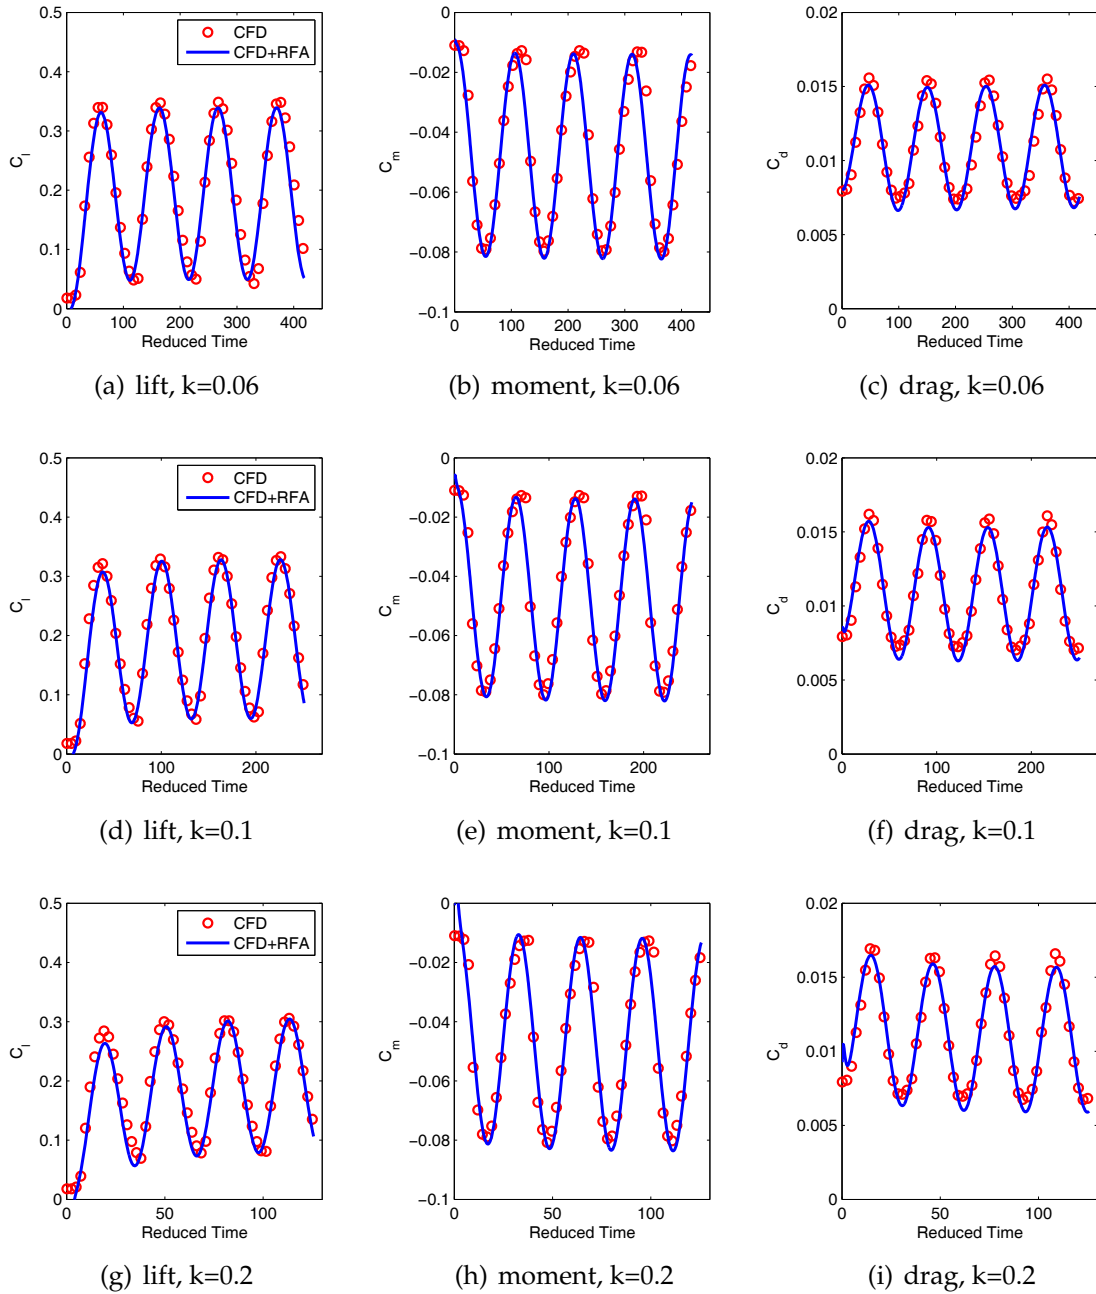 0.5
0.4
0.3
0.2
0.1
0
C_l
CFD
CFD+RFA
0 100 200 300 400
Reduced Time
(a) lift, k=0.06
0
−0.02
−0.04
−0.06
−0.08
−0.1
C_m
0 100 200 300 400
Reduced Time
(b) moment, k=0.06
0.02
0.015
0.01
0.005
0
C_d
0 100 200 300 400
Reduced Time
(c) drag, k=0.06
0.5
0.4
0.3
0.2
0.1
0
C_l
CFD
CFD+RFA
0 100 200
Reduced Time
(d) lift, k=0.1
0
−0.02
−0.04
−0.06
−0.08
−0.1
C_m
0 100 200
Reduced Time
(e) moment, k=0.1
0.02
0.015
0.01
0.005
0
C_d
0 100 200
Reduced Time
(f) drag, k=0.1
0.5
0.4
0.3
0.2
0.1
0
C_l
CFD
CFD+RFA
0 50 100
Reduced Time
(g) lift, k=0.2
0
−0.02
−0.04
−0.06
−0.08
−0.1
C_m
0 50 100
Reduced Time
(h) moment, k=0.2
0.02
0.015
0.01
0.005
0
C_d
0 50 100
Reduced Time
(i) drag, k=0.2